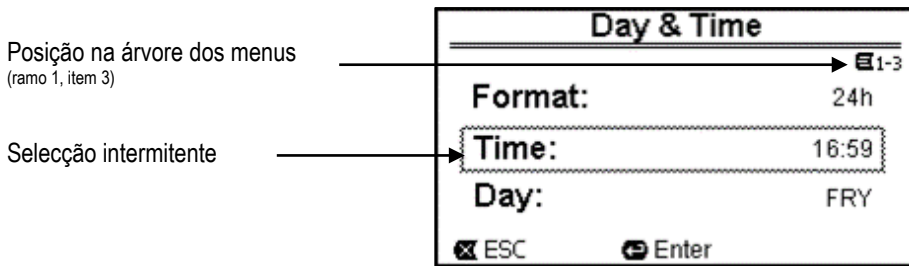 Day & Time
Posição na árvore dos menus
(ramo 1, item 3)
1-3
Format: 24h
Selecção intermitente
Time: 16:59
Day: FRY
ESC Enter